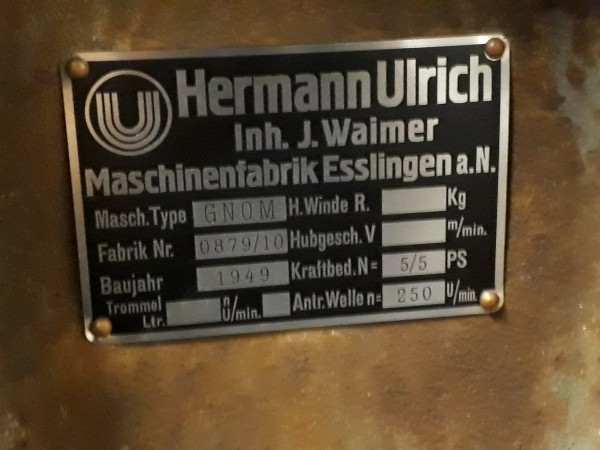 U
Hermann Ulrich
Inh. J. Waimer
Maschinenfabrik Esslingen a.N.
Masch.Type GNOM H.Winde R. Kg
Fabrik Nr. 0879/10 Hubgesch. V m/min.
Baujahr 1949 Kraftbed. N= 5/5 PS
Trommel Ltr. n U/min. Antr.Welle n= 250 U/min.